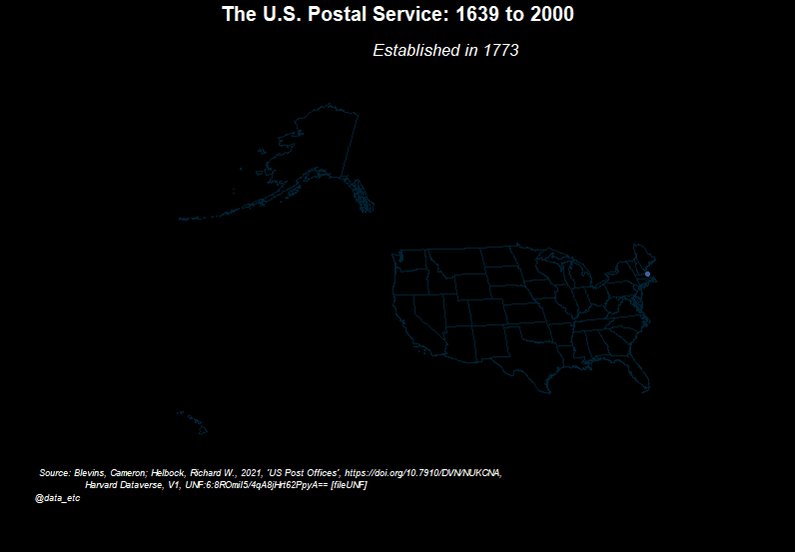 The U.S. Postal Service: 1639 to 2000
Established in 1773
Source: Blevins, Cameron; Helbock, Richard W., 2021, 'US Post Offices', https://doi.org/10.7910/DVN/NUKCNA,
Harvard Dataverse, V1, UNF:6:8ROmiI5/4qA8jHrt62PpyA== [fileUNF]
@data_etc